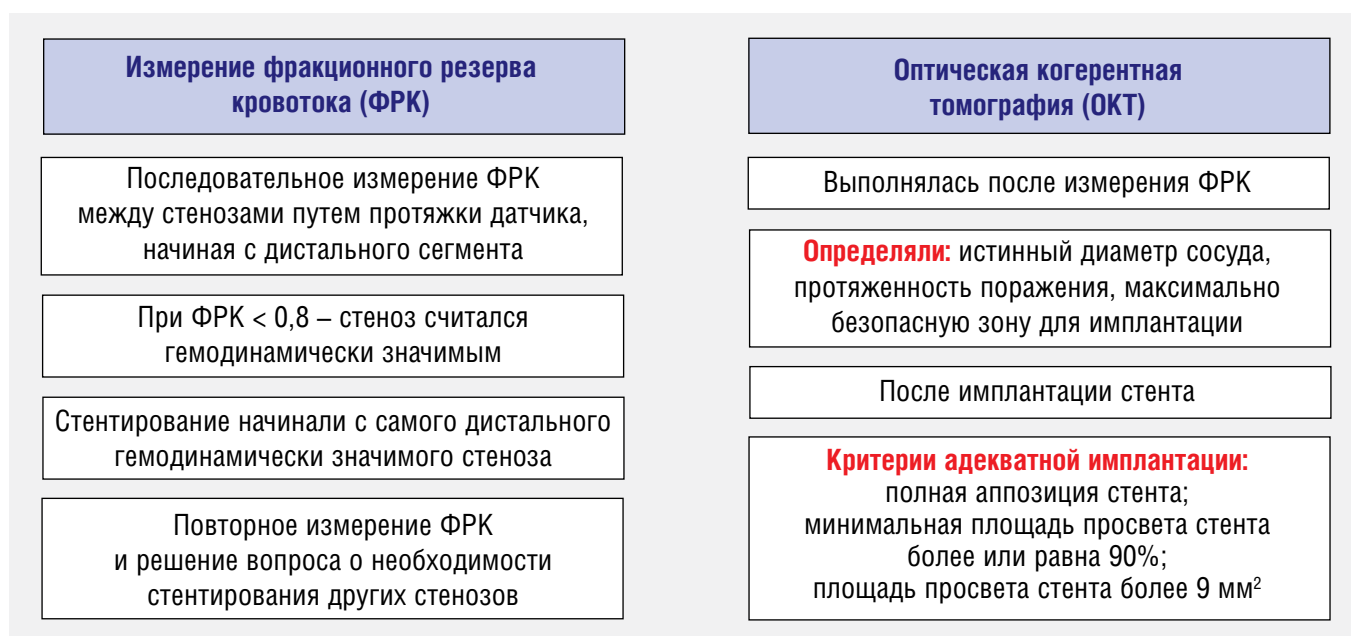 Измерение фракционного резерва
кровотока (ФРК)
Последовательное измерение ФРК
между стенозами путем протяжки датчика,
начиная с дистального сегмента
При ФРК < 0,8 – стеноз считался
гемодинамически значимым
Стентирование начинали с самого дистального
гемодинамически значимого стеноза
Повторное измерение ФРК
и решение вопроса о необходимости
стентирования других стенозов
Оптическая когерентная
томография (ОКТ)
Выполнялась после измерения ФРК
Определяли: истинный диаметр сосуда,
протяженность поражения, максимально
безопасную зону для имплантации
После имплантации стента
Критерии адекватной имплантации:
полная аппозиция стента;
минимальная площадь просвета стента
более или равна 90%;
площадь просвета стента более 9 мм²